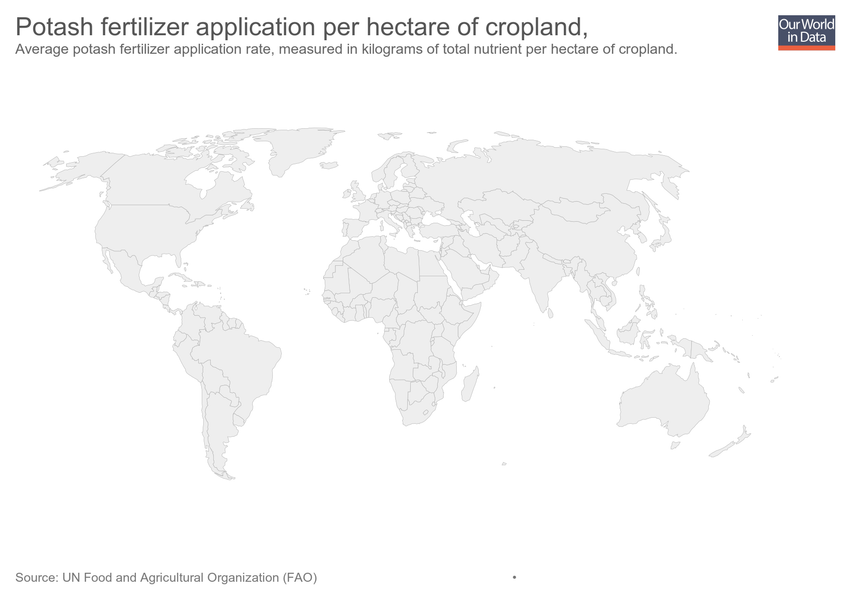 Potash fertilizer application per hectare of cropland,
Our World
in Data
Average potash fertilizer application rate, measured in kilograms of total nutrient per hectare of cropland.
Source: UN Food and Agricultural Organization (FAO)
•